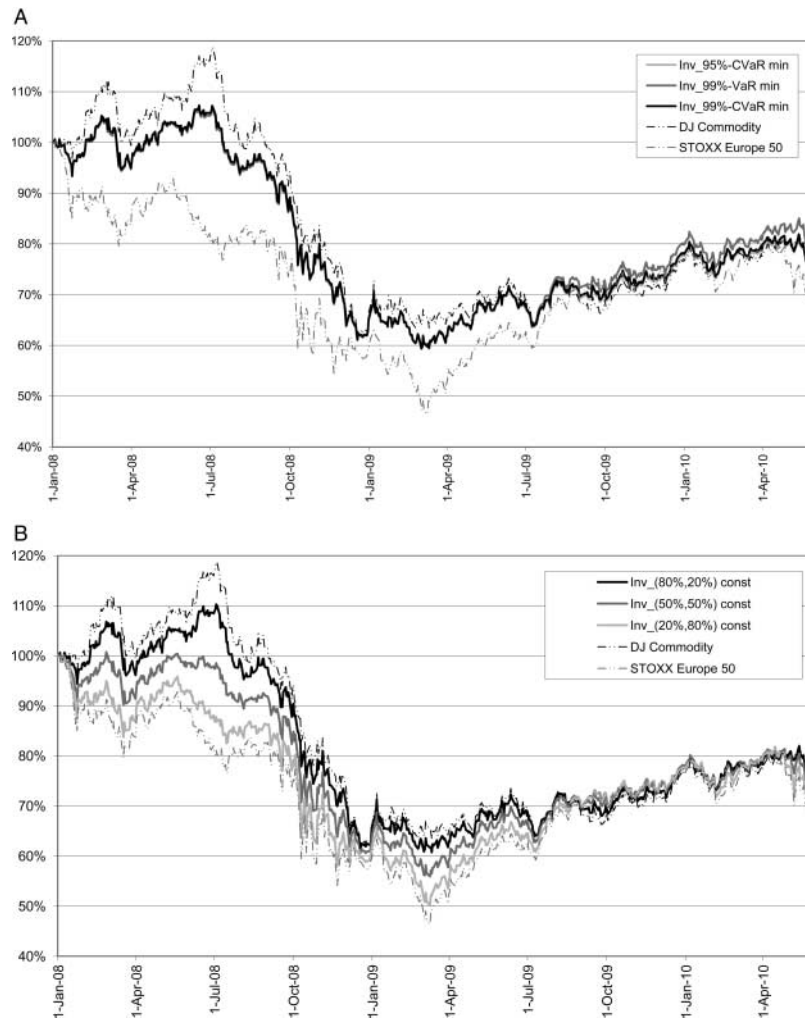 A
120%
110%
100%
90%
80%
70%
60%
50%
40%
Inv_95%-CVaR min
Inv_99%-VaR min
Inv_99%-CVaR min
DJ Commodity
STOXX Europe 50
1-Jan-08
1-Apr-08
1-Jul-08
1-Oct-08
1-Jan-09
1-Apr-09
1-Jul-09
1-Oct-09
1-Jan-10
1-Apr-10
B
120%
110%
100%
90%
80%
70%
60%
50%
40%
Inv_(80%,20%) const
Inv_(50%,50%) const
Inv_(20%,80%) const
DJ Commodity
STOXX Europe 50
1-Jan-08
1-Apr-08
1-Jul-08
1-Oct-08
1-Jan-09
1-Apr-09
1-Jul-09
1-Oct-09
1-Jan-10
1-Apr-10